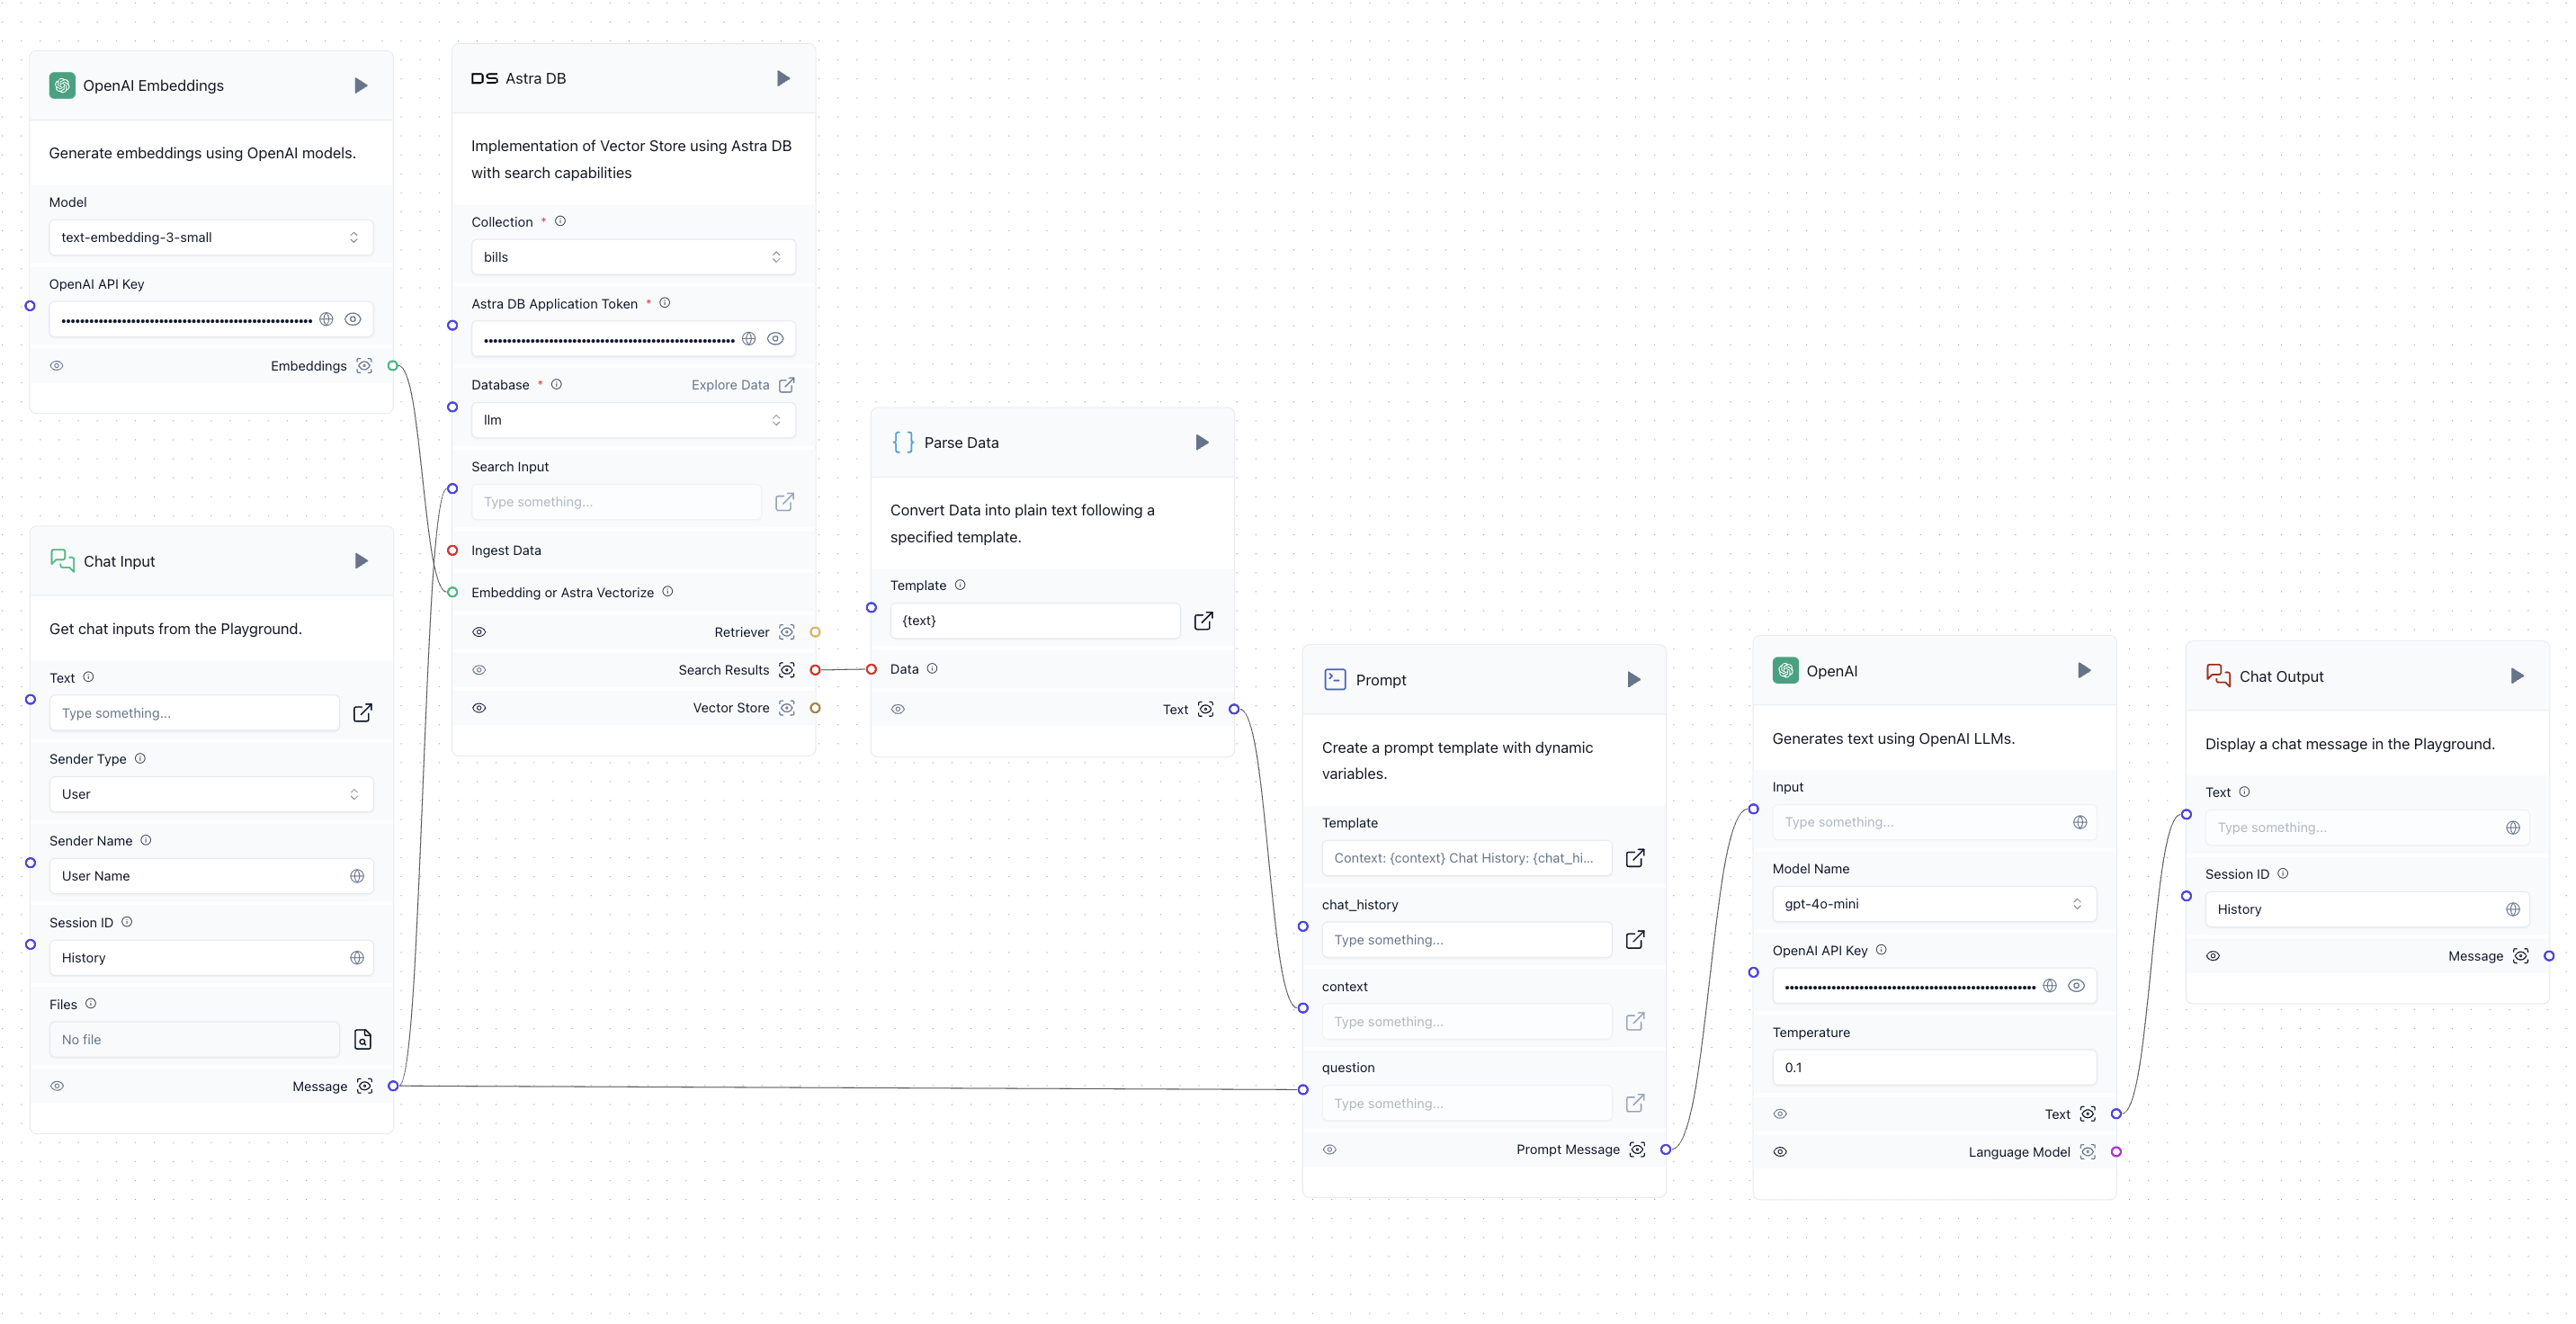 OpenAI Embeddings
Generate embeddings using OpenAI models.
Model
text-embedding-3-small
OpenAI API Key
••••••••••••••••••••••••••••••••••••••••••••••••••••••
Embeddings
Chat Input
Get chat inputs from the Playground.
Text
Type something...
Sender Type
User
Sender Name
User Name
Session ID
History
Files
No file
Message
DS Astra DB
Implementation of Vector Store using Astra DB
with search capabilities
Collection *
bills
Astra DB Application Token *
••••••••••••••••••••••••••••••••••••••••••••••••••••••
Database * Explore Data
llm
Search Input
Type something...
Ingest Data
Embedding or Astra Vectorize
Retriever
Search Results
Vector Store
{ } Parse Data
Convert Data into plain text following a
specified template.
Template
{text}
Data
Text
Prompt
Create a prompt template with dynamic
variables.
Template
Context: {context} Chat History: {chat_hi...
chat_history
Type something...
context
Type something...
question
Type something...
Prompt Message
OpenAI
Generates text using OpenAI LLMs.
Input
Type something...
Model Name
gpt-4o-mini
OpenAI API Key
••••••••••••••••••••••••••••••••••••••••••••••••••••••
Temperature
0.1
Text
Language Model
Chat Output
Display a chat message in the Playground.
Text
Type something...
Session ID
History
Message